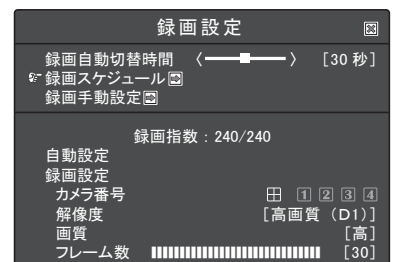 録画設定
録画自動切替時間 〈 〉 [30 秒]
録画スケジュール
録画手動設定
録画指数 : 240/240
自動設定
録画設定
カメラ番号 1 2 3 4
解像度 [高画質 (D1)]
画質 [高]
フレーム数 [30]